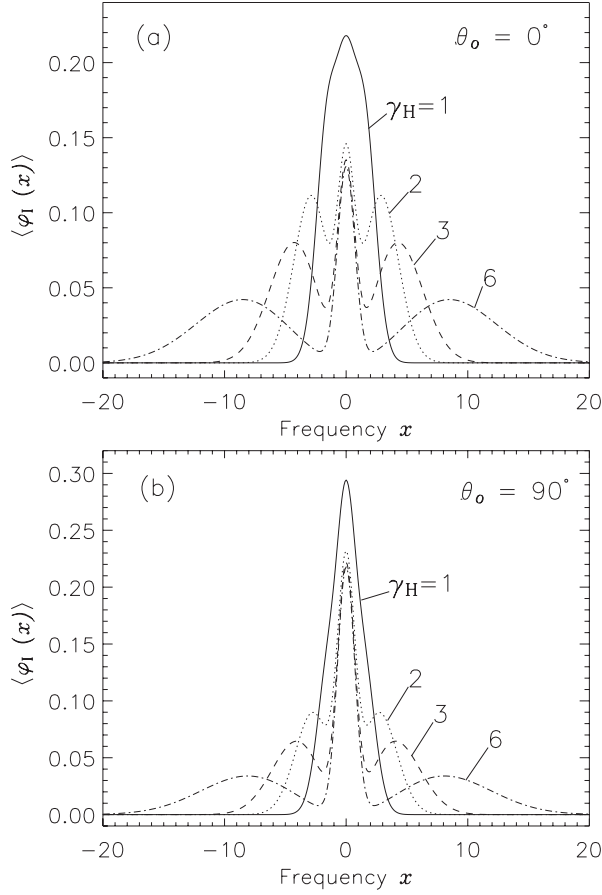 (a)
θₒ = 0°
0.20
γH=1
0.15
2
0.10
3
6
0.05
0.00
⟨φI (x)⟩
−20 −10 0 10 20
Frequency x
0.30
(b)
θₒ = 90°
0.25
γH=1
0.20
0.15
2
0.10
3
6
0.05
0.00
⟨φI (x)⟩
−20 −10 0 10 20
Frequency x